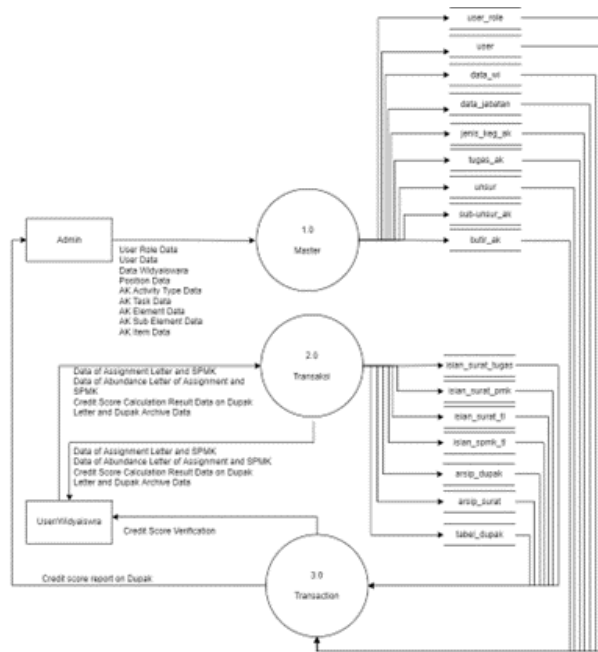 user_role
user
data_wi
data_jabatan
jenis_keg_ak
tugas_ak
unsur
sub-unsur_ak
butir_ak
1.0
Master
Admin
User Role Data
User Data
Data Widyaiswara
Position Data
AK Activity Type Data
AK Task Data
AK Element Data
AK Sub Element Data
AK Item Data
2.0
Transaksi
Data of Assignment Letter and SPMK
Data of Abundance Letter of Assignment and
SPMK
Credit Score Calculation Result Data on Dupak
Letter and Dupak Archive Data
isian_surat_tugas
isian_surat_pmk
isian_surat_tl
isian_spmk_tl
arsip_dupak
arsip_surat
tabel_dupak
Data of Assignment Letter and SPMK
Data of Abundance Letter of Assignment and SPMK
Credit Score Calculation Result Data on Dupak
Letter and Dupak Archive Data
User/Widyaiswra
Credit Score Verification
3.0
Transaction
Credit score report on Dupak